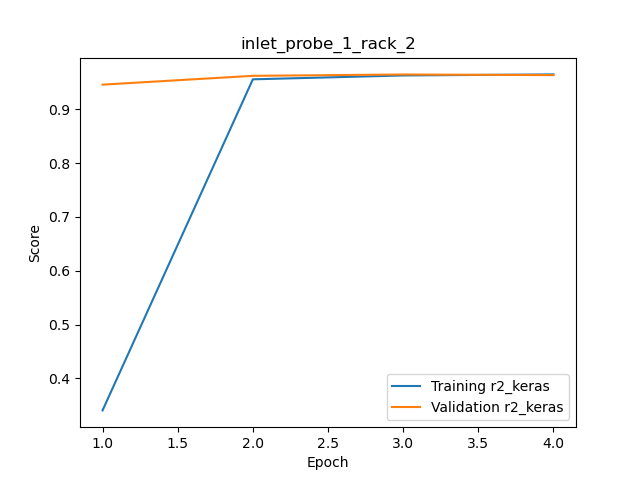 inlet_probe_1_rack_2
Score
0.9
0.8
0.7
0.6
0.5
0.4
1.0
1.5
2.0
2.5
3.0
3.5
4.0
Epoch
Training r2_keras
Validation r2_keras